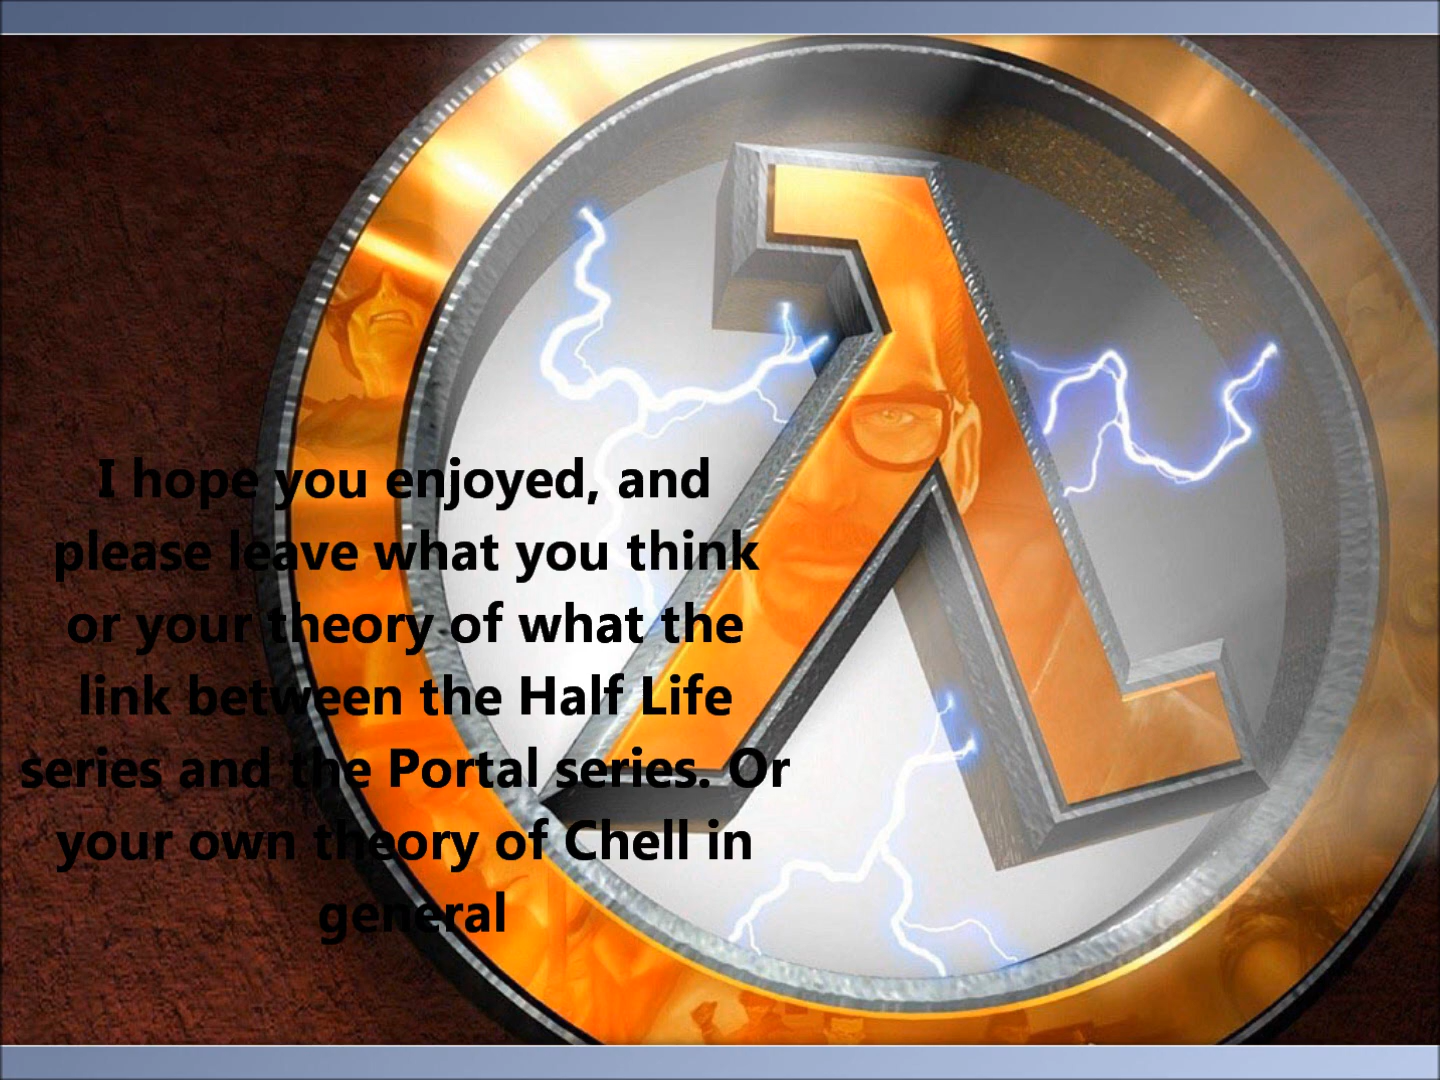 I hope you enjoyed, and
please leave what you think
or your theory of what the
link between the Half Life
series and the Portal series. Or
your own theory of Chell in
general